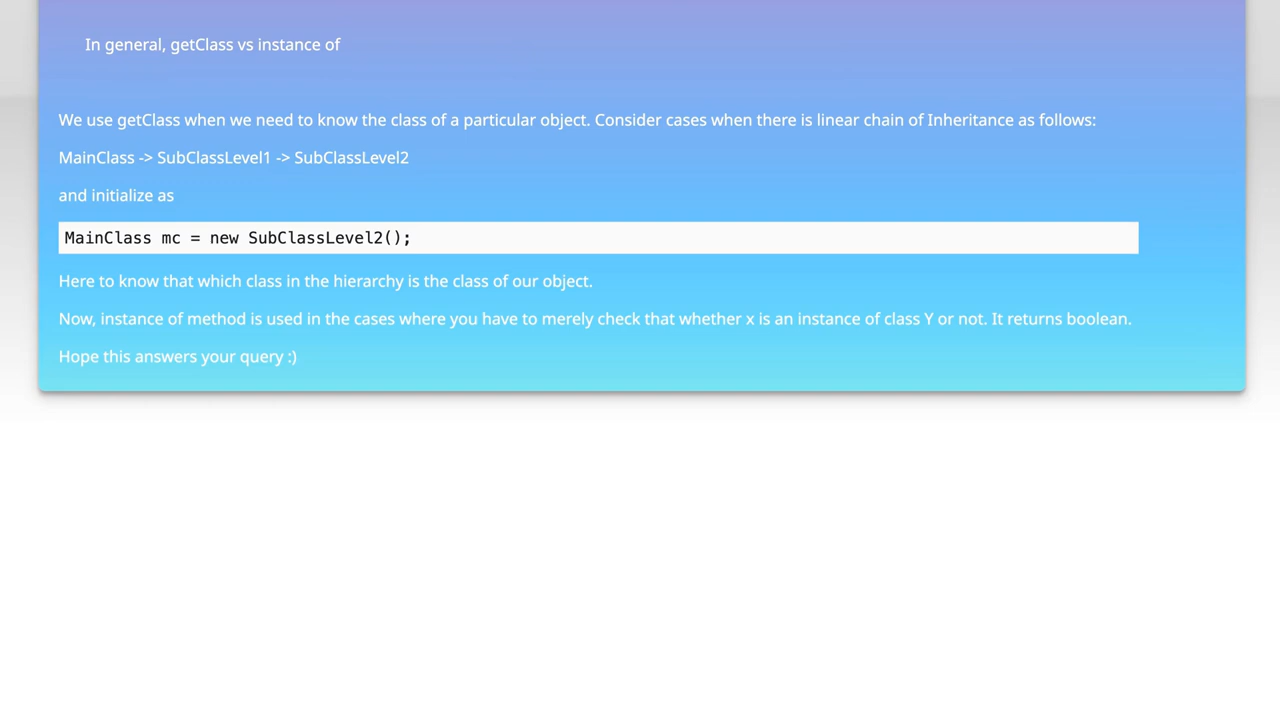 In general, getClass vs instance of
We use getClass when we need to know the class of a particular object. Consider cases when there is linear chain of Inheritance as follows:
MainClass -> SubClassLevel1 -> SubClassLevel2
and initialize as
MainClass mc = new SubClassLevel2();
Here to know that which class in the hierarchy is the class of our object.
Now, instance of method is used in the cases where you have to merely check that whether x is an instance of class Y or not. It returns boolean.
Hope this answers your query :)